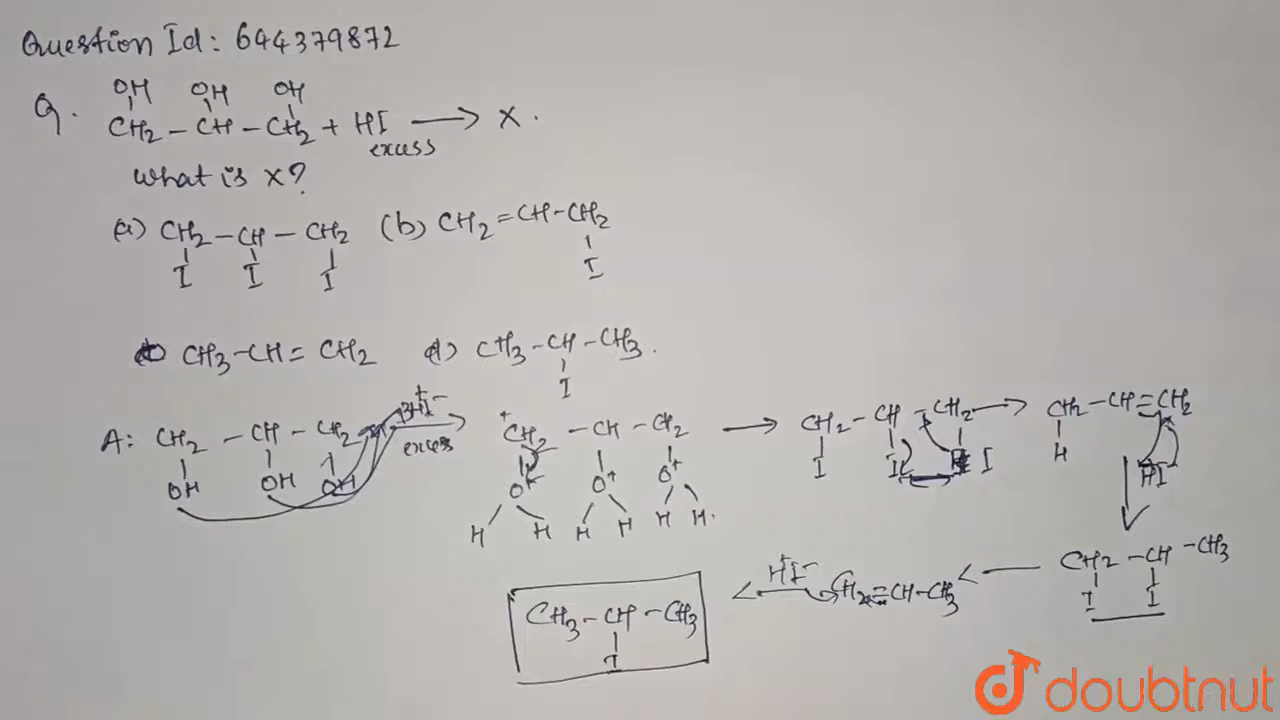 Question Id: 644379872
OH OH OH
Q. CH2 - CH - CH2 + HI → X.
excess
What is X?
(a) CH2 - CH - CH2 (b) CH2 = CH - CH2
I I I I
CH3 - CH = CH2 d) CH3 - CH - CH3.
I
3H+I-
A: CH2 - CH - CH2 → +CH2 - CH - CH2 → CH2 - CH - CH2 → CH2 - CH = CH2
excess
OH OH OH O+ O+ O+ I I I H
H H H H H H. HI
CH2 - CH - CH3
I I
H+I- CH2 = CH - CH3 ←
CH3 - CH - CH3
I
doubtnut